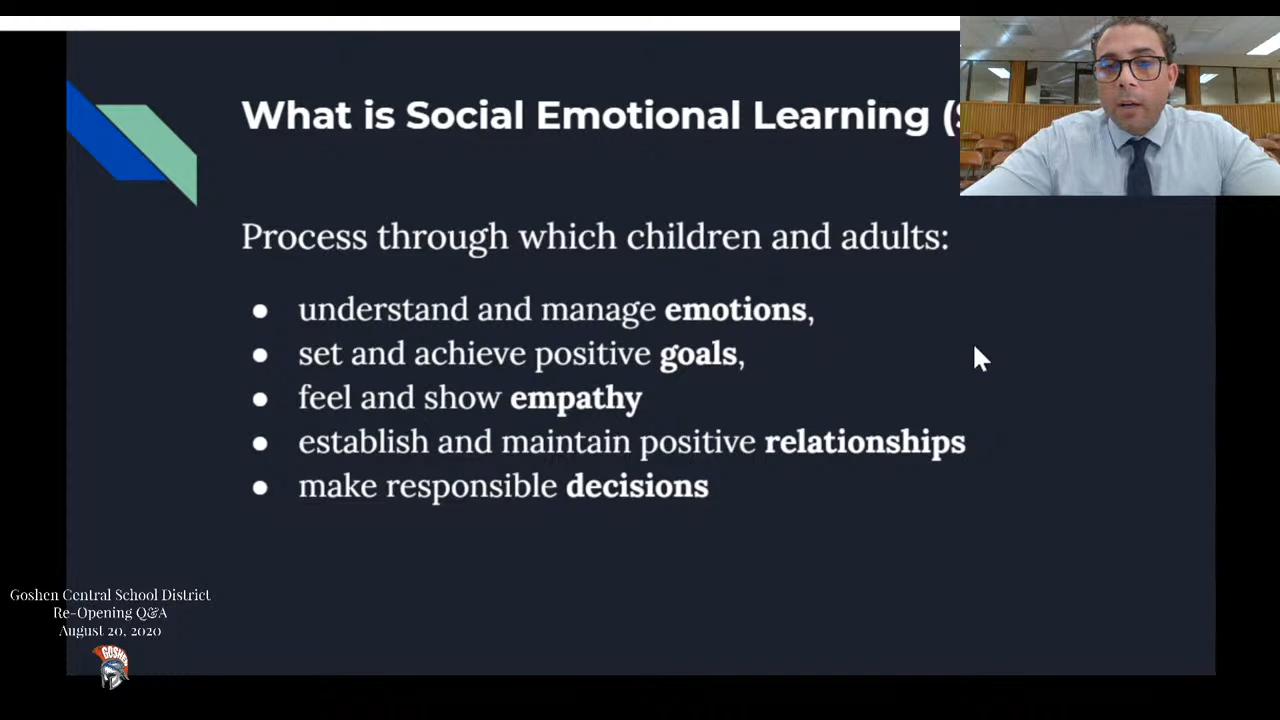 What is Social Emotional Learning (
Process through which children and adults:
● understand and manage emotions,
● set and achieve positive goals,
● feel and show empathy
● establish and maintain positive relationships
● make responsible decisions
Goshen Central School District
Re-Opening Q&A
August 20, 2020
GOSHEN